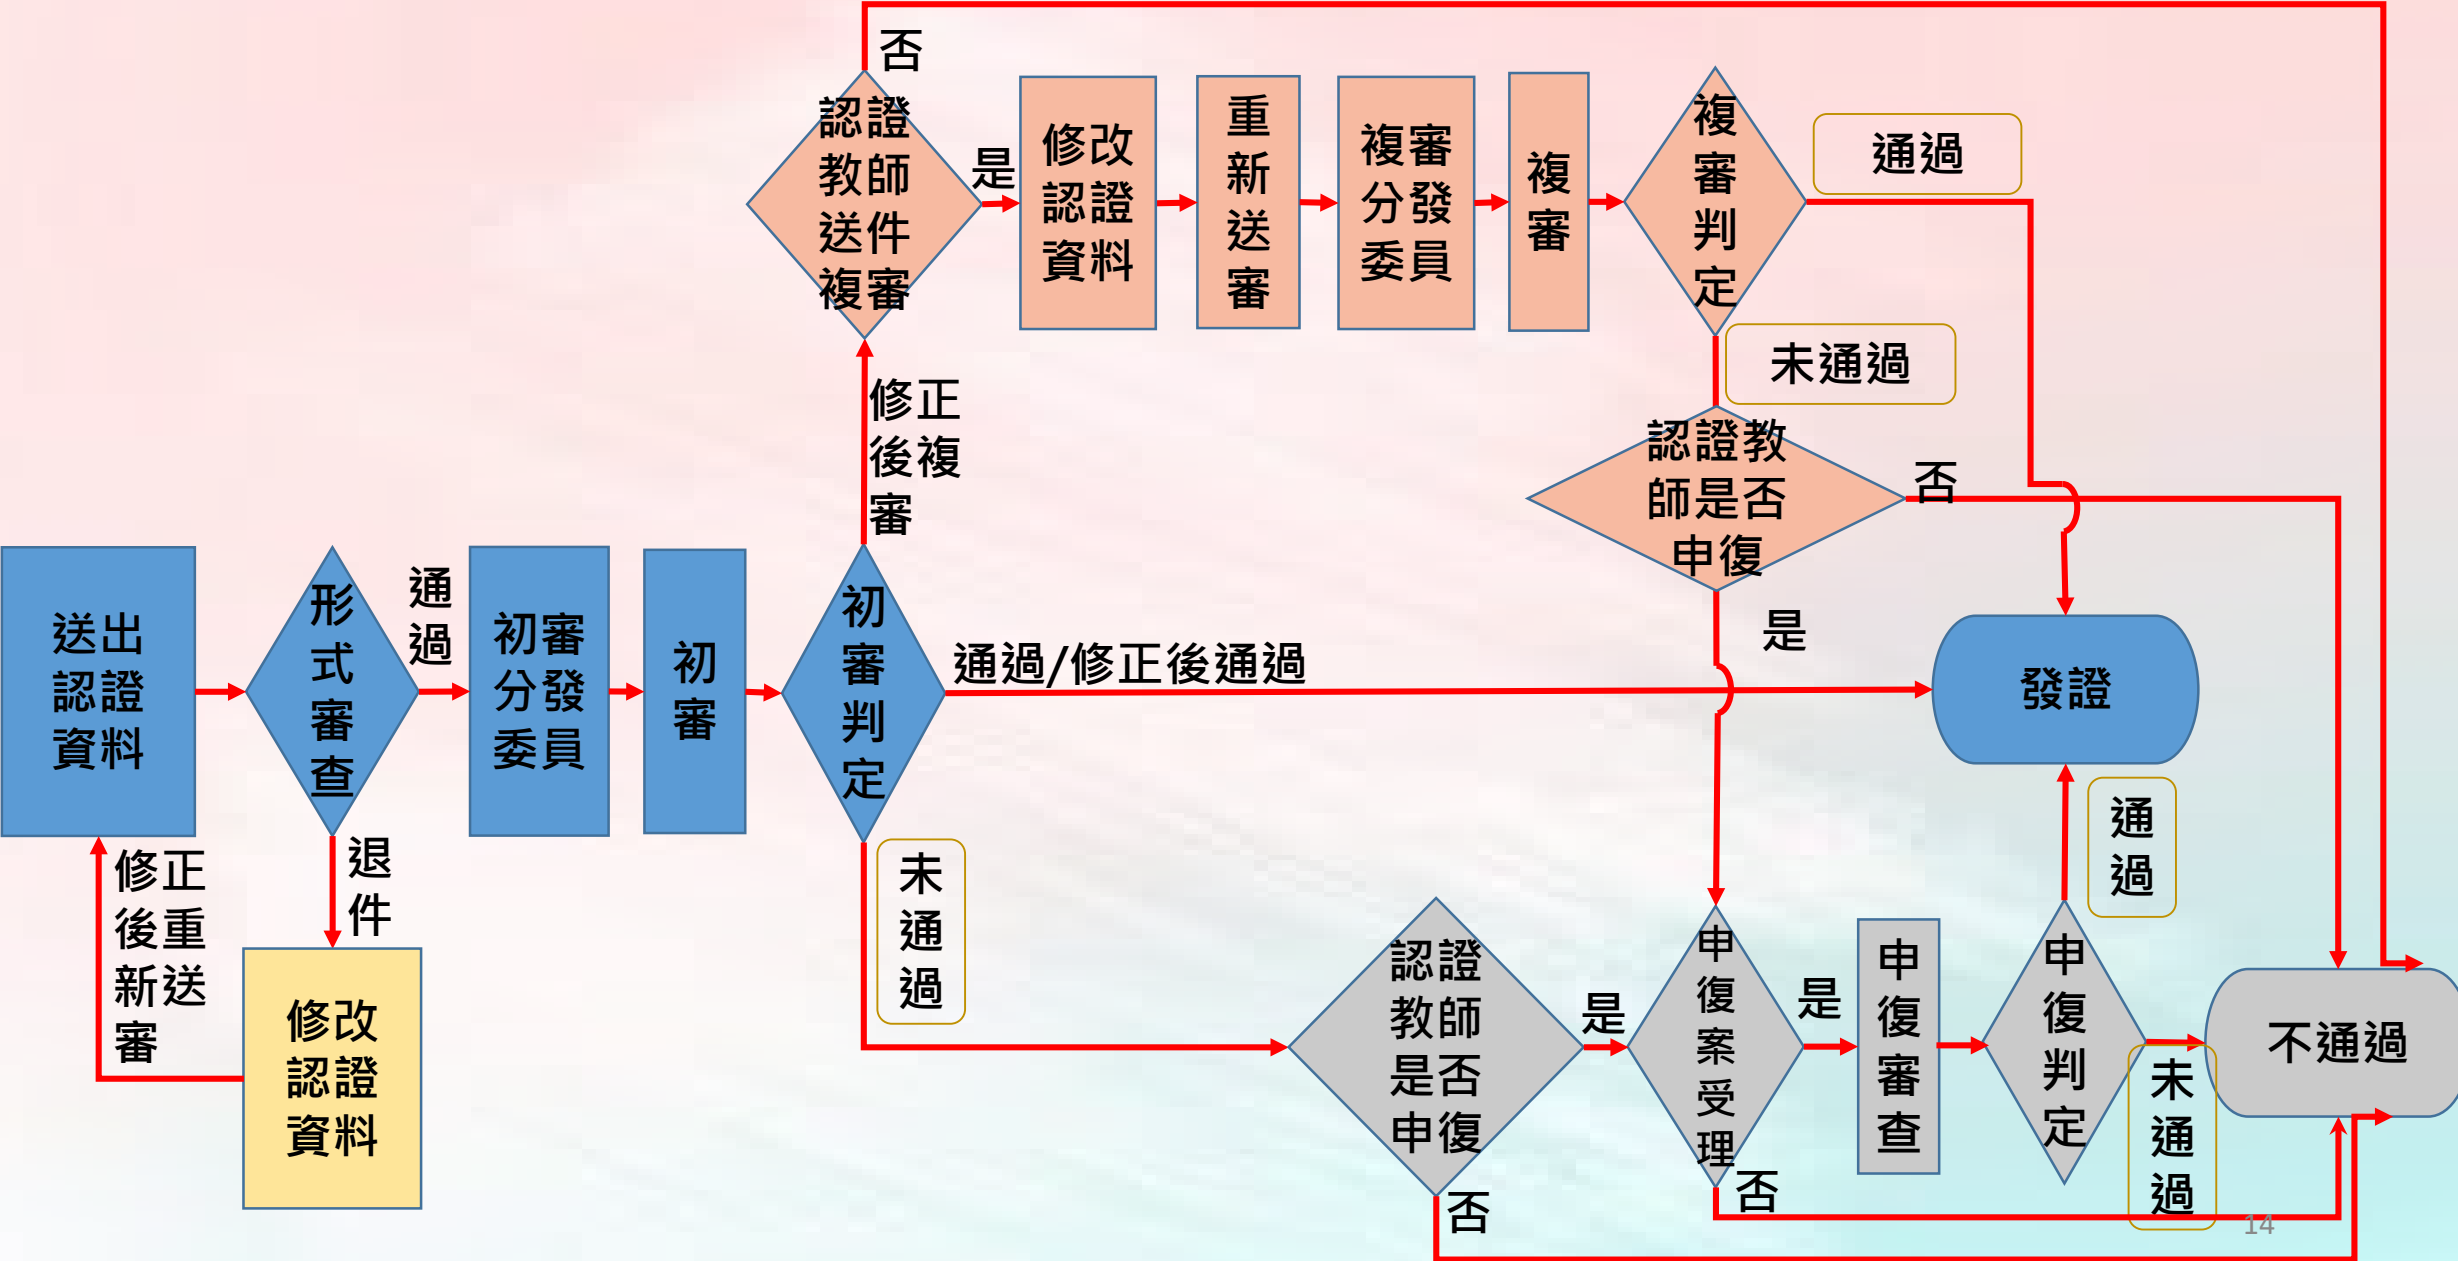 否
認證
教師
送件
複審
是
修改
認證
資料
重
新
送
審
複審
分發
委員
複
審
複
審
判
定
通過
未通過
認證教
師是否
申復
否
是
修正
後複
審
送出
認證
資料
形
式
審
查
通
過
初審
分發
委員
初
審
初
審
判
定
通過/修正後通過
發證
退
件
修正
後重
新送
審
修改
認證
資料
未
通
過
認證
教師
是否
申復
是
否
申
復
案
受
理
是
否
申
復
審
查
申
復
判
定
通
過
未
通
過
不通過
14